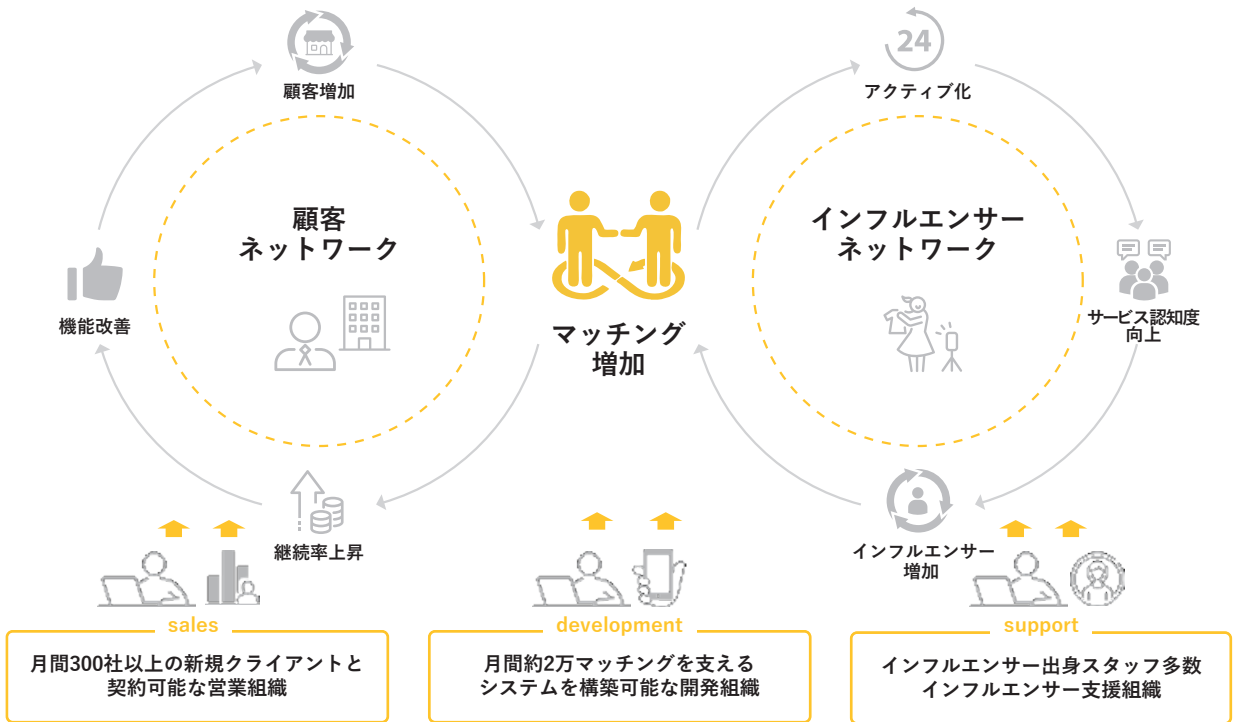 顧客増加
24
アクティブ化
顧客
ネットワーク
インフルエンサー
ネットワーク
機能改善
マッチング
増加
サービス認知度
向上
継続率上昇
インフルエンサー
増加
sales
月間300社以上の新規クライアントと
契約可能な営業組織
development
月間約2万マッチングを支える
システムを構築可能な開発組織
support
インフルエンサー出身スタッフ多数
インフルエンサー支援組織